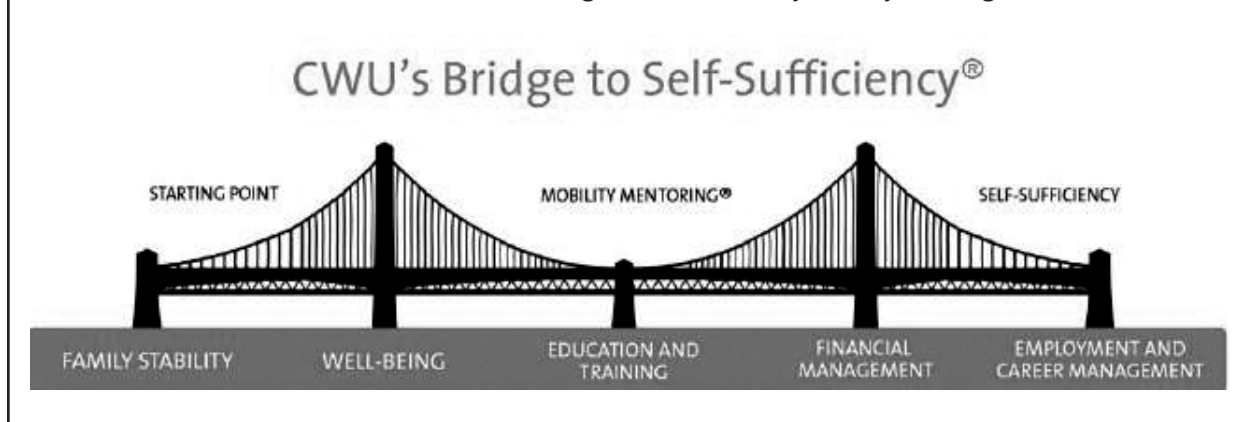 CWU's Bridge to Self-Sufficiency®
STARTING POINT
MOBILITY MENTORING®
SELF-SUFFICIENCY
FAMILY STABILITY
WELL-BEING
EDUCATION AND
TRAINING
FINANCIAL
MANAGEMENT
EMPLOYMENT AND
CAREER MANAGEMENT